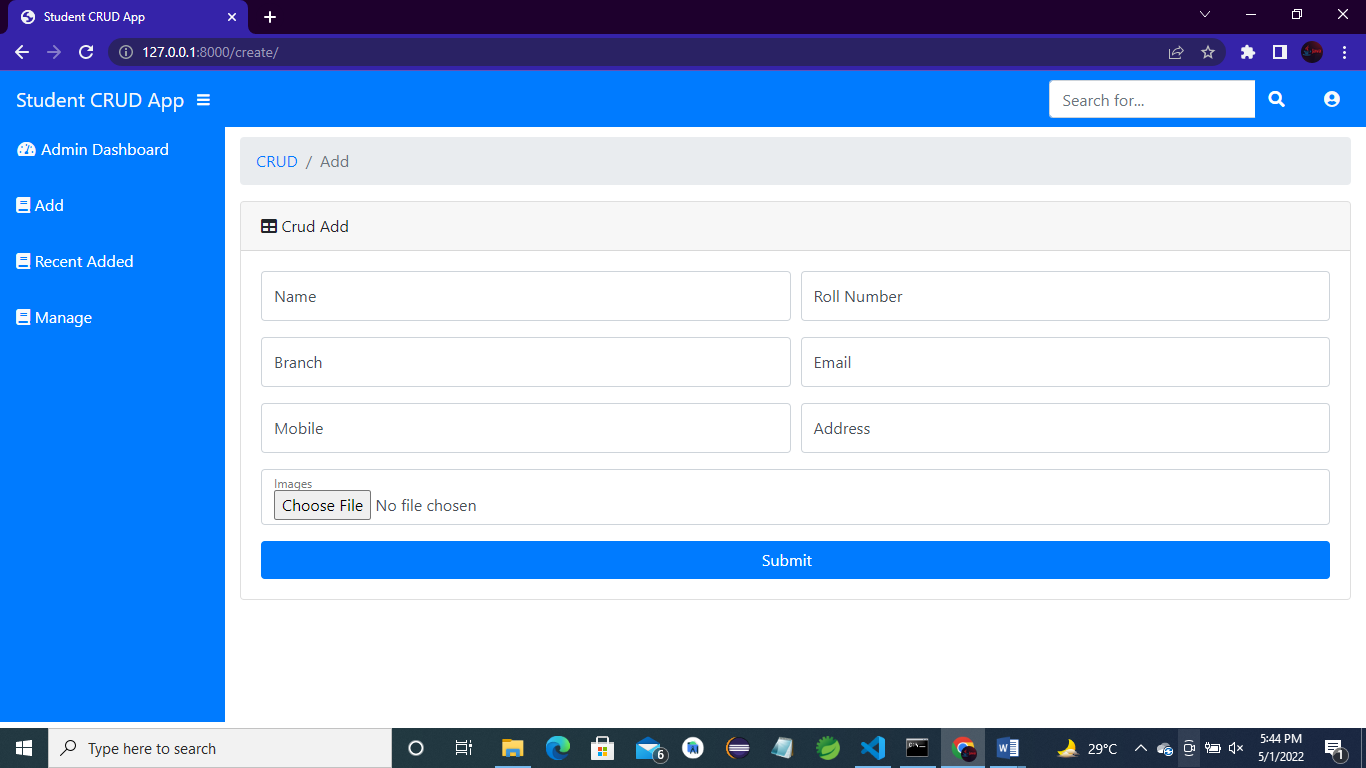 Student CRUD App
127.0.0.1:8000/create/
Student CRUD App
Search for...
Admin Dashboard
Add
Recent Added
Manage
CRUD / Add
Crud Add
Name
Roll Number
Branch
Email
Mobile
Address
Images
Choose File No file chosen
Submit
Type here to search
6
29°C
5:44 PM
5/1/2022
1